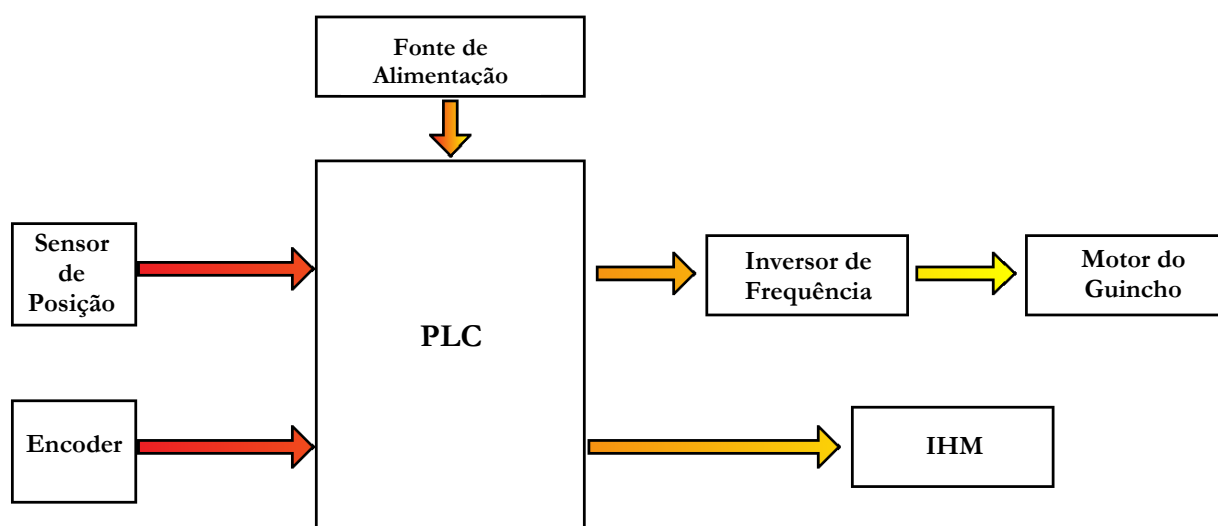 Fonte de
Alimentação
Sensor
de
Posição
PLC
Inversor de
Frequência
Motor do
Guincho
Encoder
IHM